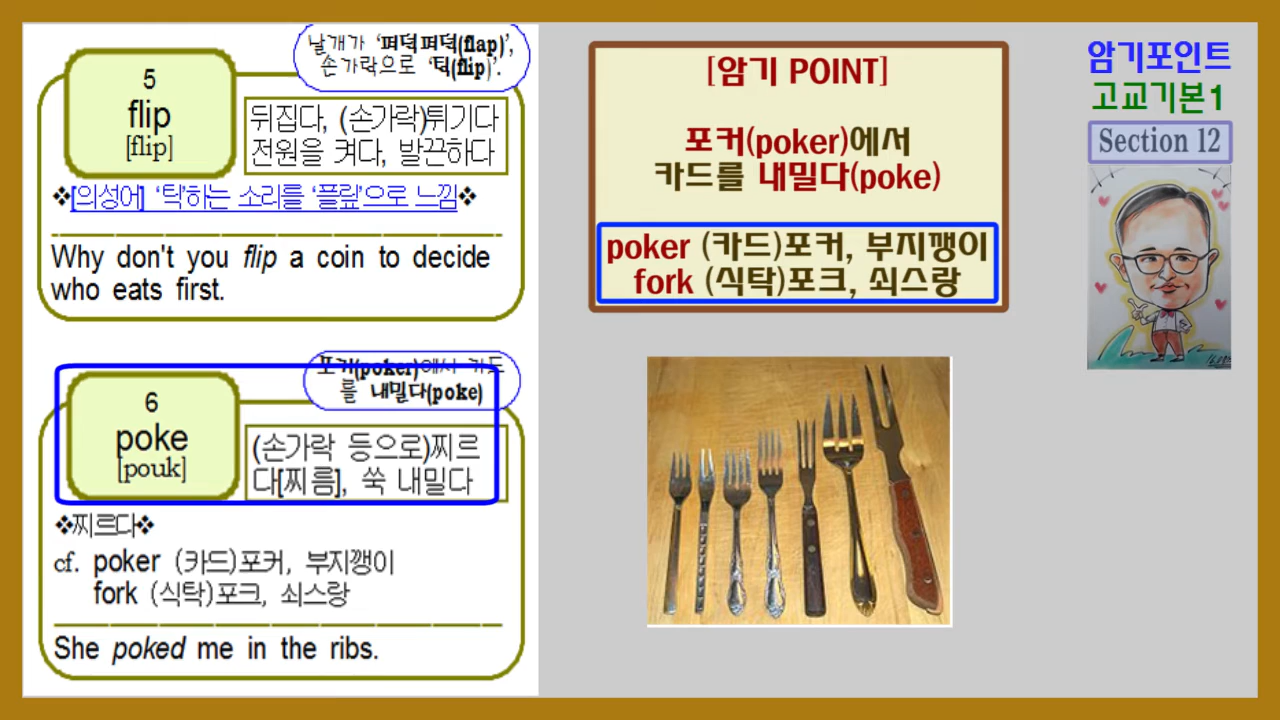 날개가 '퍼덕퍼덕(flap)',
손가락으로 '틱(flip)'.
5
flip
[flip]
뒤집다, (손가락)튀기다
전원을 켜다, 발끈하다
❖[의성어] '탁'하는 소리를 '플맆'으로 느낌❖
Why don't you flip a coin to decide
who eats first.
포커(poker)에서 카드
를 내밀다(poke)
6
poke
[pouk]
(손가락 등으로)찌르
다[찌름], 쑥 내밀다
❖찌르다❖
cf. poker (카드)포커, 부지깽이
fork (식탁)포크, 쇠스랑
She poked me in the ribs.
[암기 POINT]
포커(poker)에서
카드를 내밀다(poke)
poker (카드)포커, 부지깽이
fork (식탁)포크, 쇠스랑
암기포인트
고교기본1
Section 12